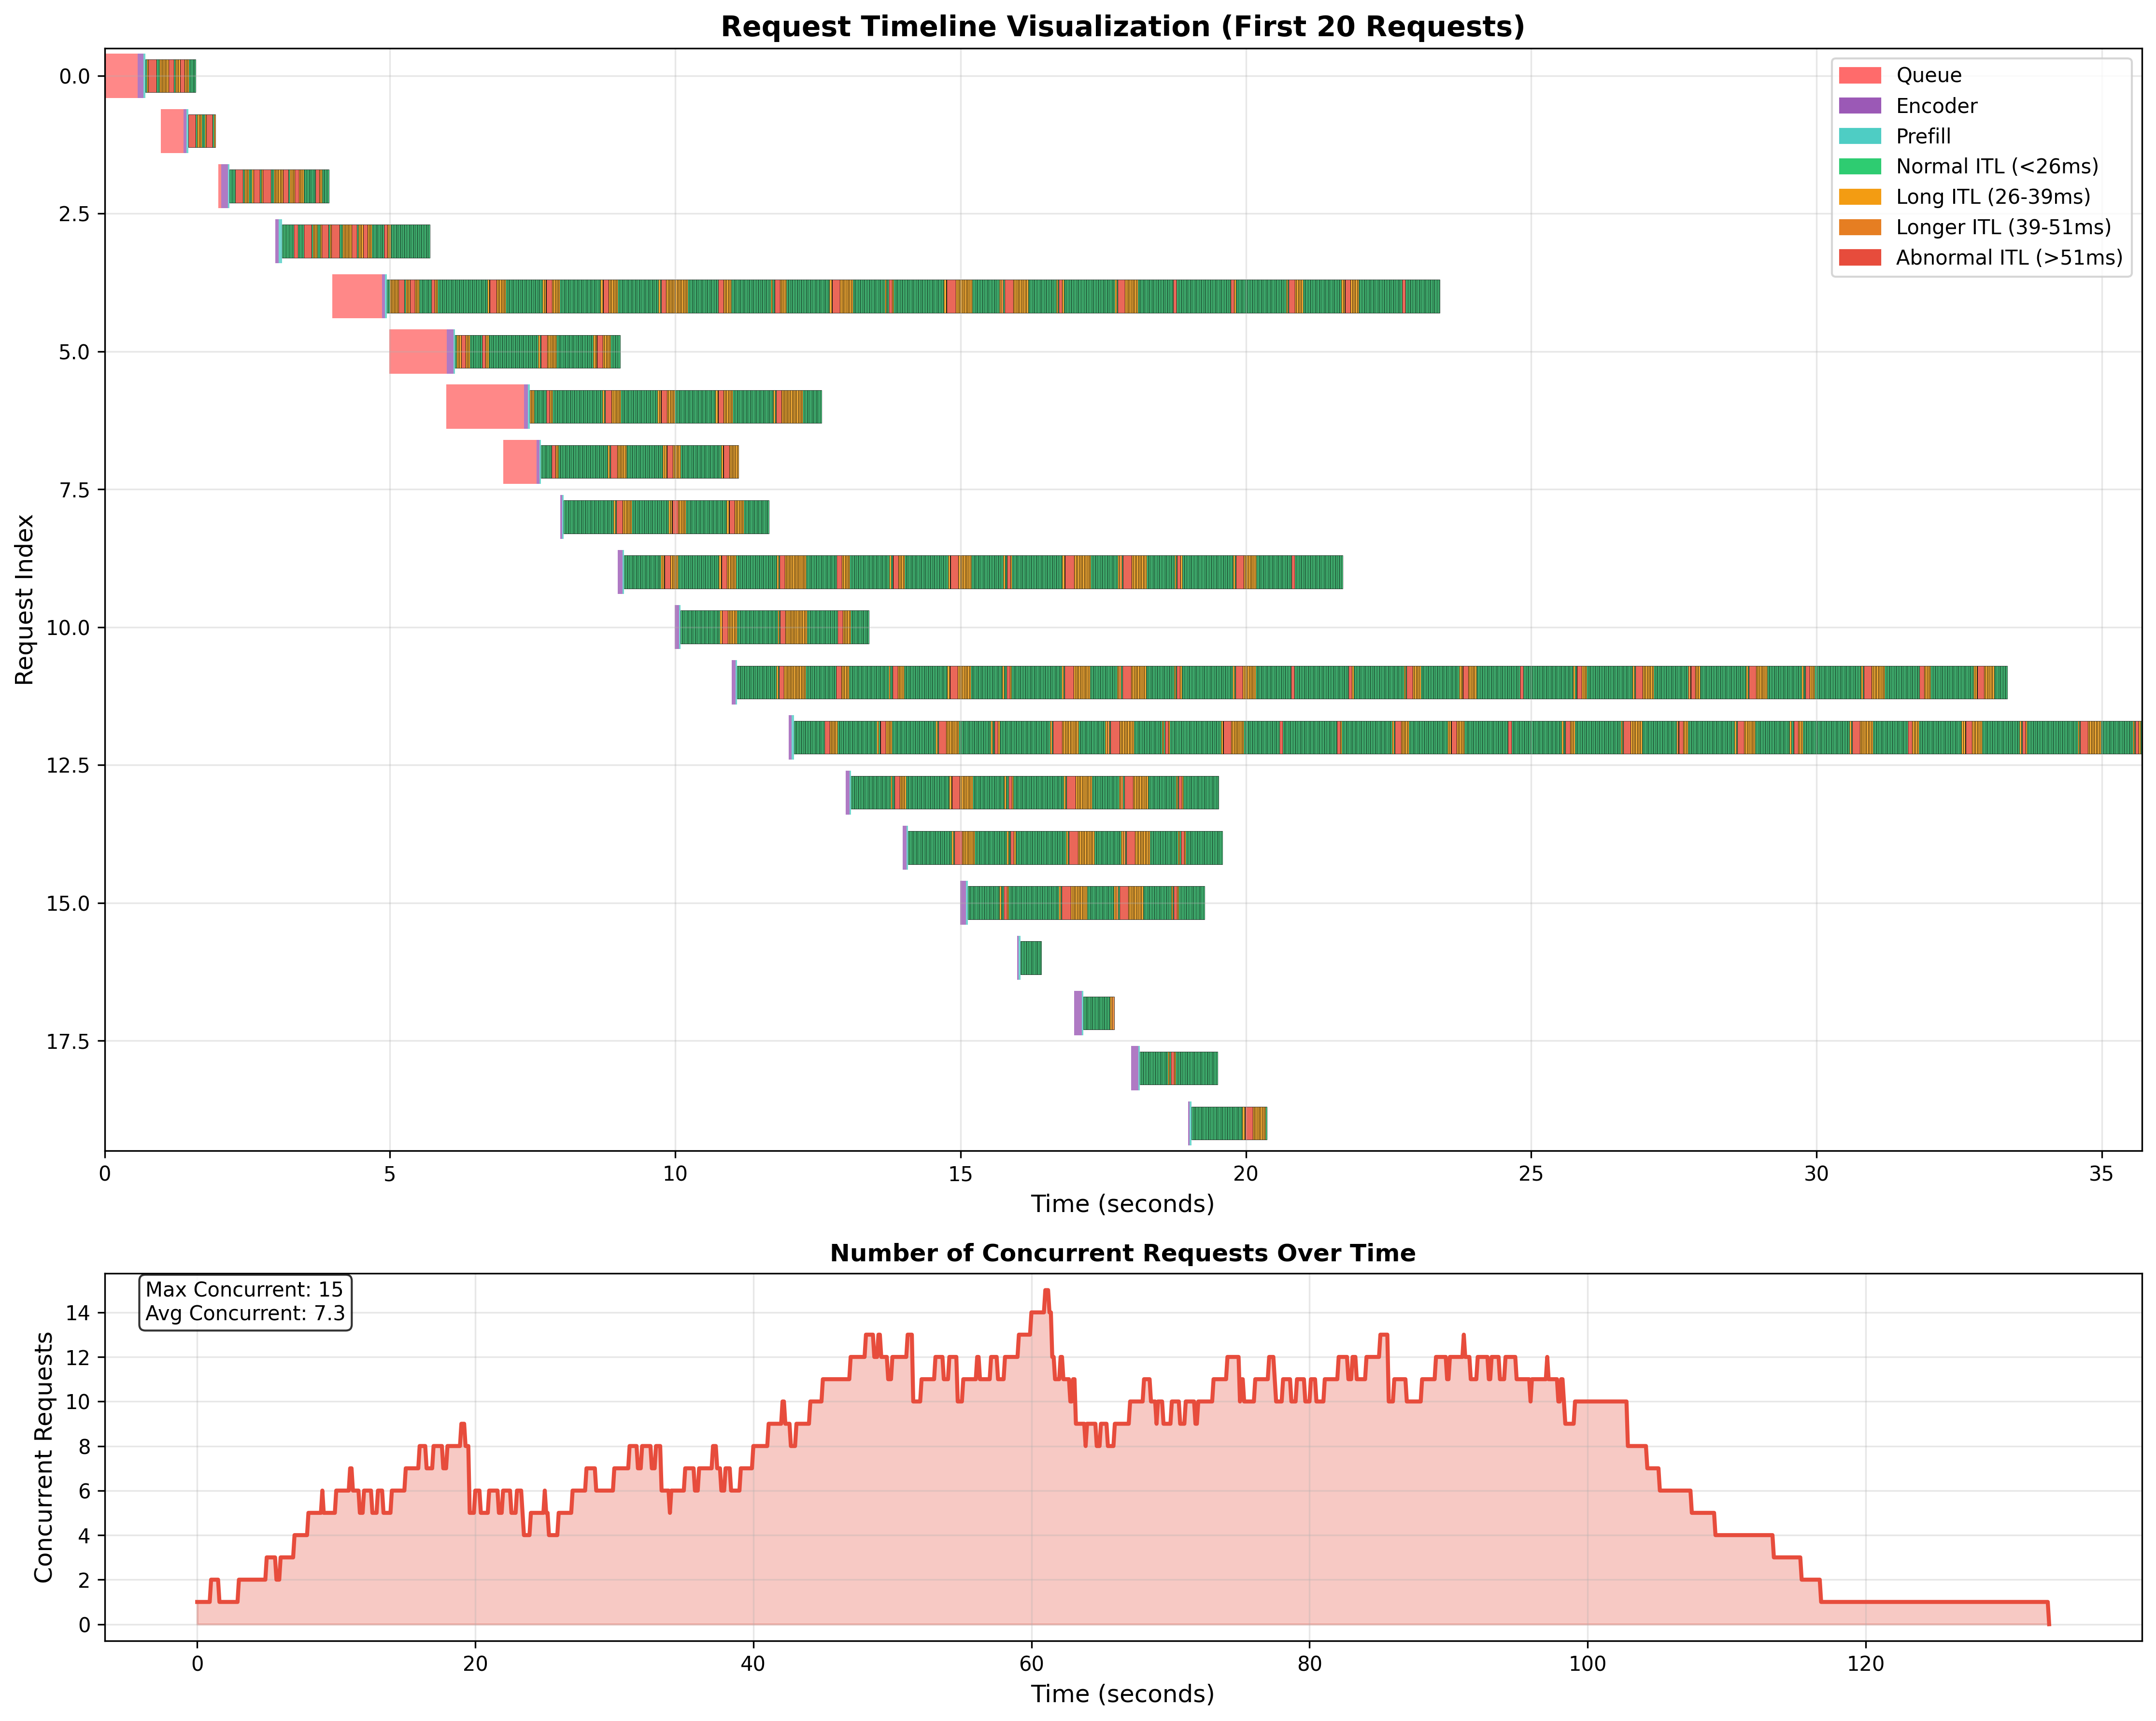 Request Timeline Visualization (First 20 Requests)
Queue
Encoder
Prefill
Normal ITL (<26ms)
Long ITL (26-39ms)
Longer ITL (39-51ms)
Abnormal ITL (>51ms)
Request Index
0.0
2.5
5.0
7.5
10.0
12.5
15.0
17.5
0 5 10 15 20 25 30 35
Time (seconds)
Number of Concurrent Requests Over Time
Max Concurrent: 15
Avg Concurrent: 7.3
Concurrent Requests
14
12
10
8
6
4
2
0
0 20 40 60 80 100 120
Time (seconds)